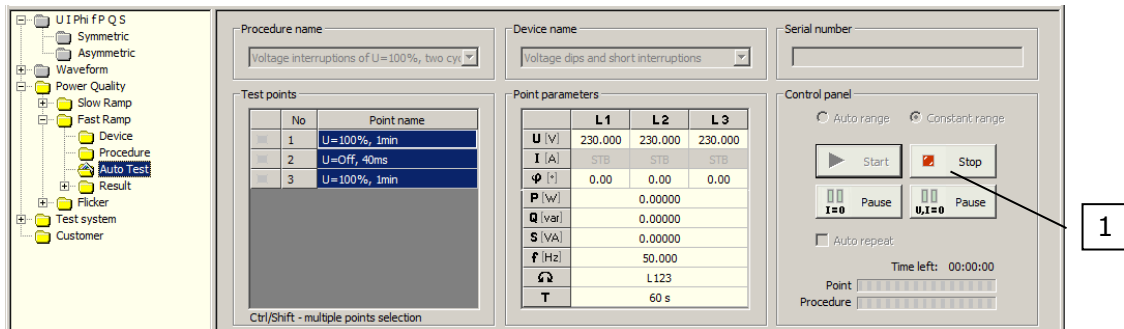 U I Phi f P Q S
Symmetric
Asymmetric
Waveform
Power Quality
Slow Ramp
Fast Ramp
Device
Procedure
Auto Test
Result
Flicker
Test system
Customer
Procedure name
Voltage interruptions of U=100%, two cyc
Device name
Voltage dips and short interruptions
Serial number
Test points
No Point name
1 U=100%, 1min
2 U=Off, 40ms
3 U=100%, 1min
Ctrl/Shift - multiple points selection
Point parameters
L1 L2 L3
U [V] 230.000 230.000 230.000
I [A] STB STB STB
φ [°] 0.00 0.00 0.00
P [W] 0.00000
Q [var] 0.00000
S [VA] 0.00000
f [Hz] 50.000
L123
T 60 s
Control panel
Auto range Constant range
Start Stop
I=0 Pause U,I=0 Pause
Auto repeat
Time left: 00:00:00
Point
Procedure
1